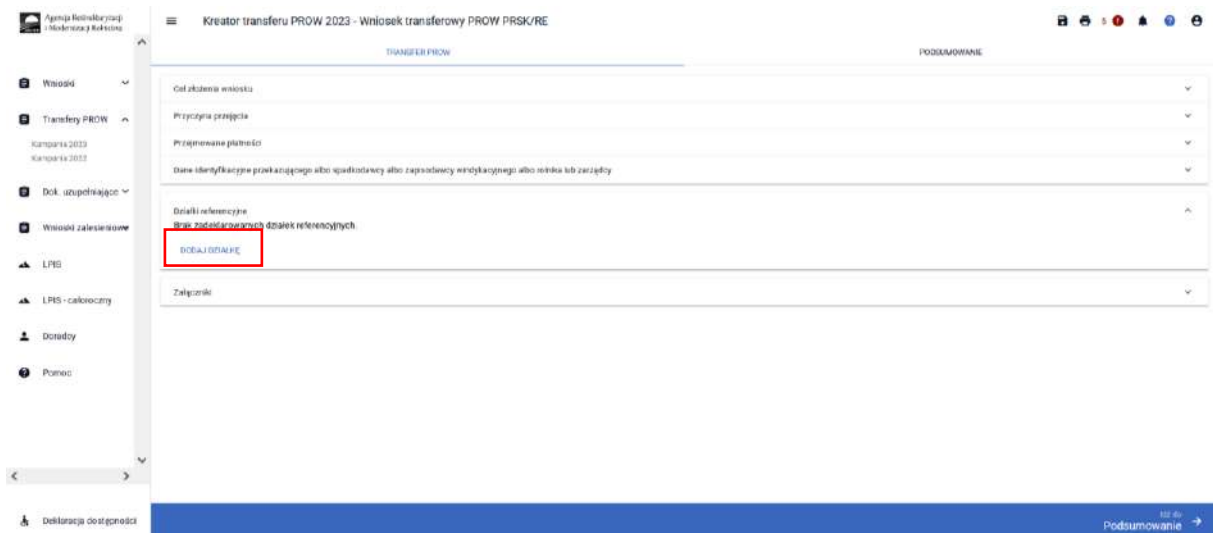 Agencja Restrukturyzacji
i Modernizacji Rolnictwa
Kreator transferu PROW 2023 - Wniosek transferowy PROW PRSK/RE
5
TRANSFER PROW
PODSUMOWANIE
Wnioski
Transfery PROW
Kampania 2023
Kampania 2022
Dok. uzupełniające
Wnioski zalesieniowe
LPIS
LPIS - całoroczny
Doradcy
Pomoc
Deklaracja dostępności
Cel złożenia wniosku
Przyczyna przejęcia
Przejmowane płatności
Dane identyfikacyjne przekazującego albo spadkodawcy albo zapisodawcy windykacyjnego albo rolnika lub zarządcy
Działki referencyjne
Brak zadeklarowanych działek referencyjnych
DODAJ DZIAŁKĘ
Załączniki
Idź do
Podsumowanie